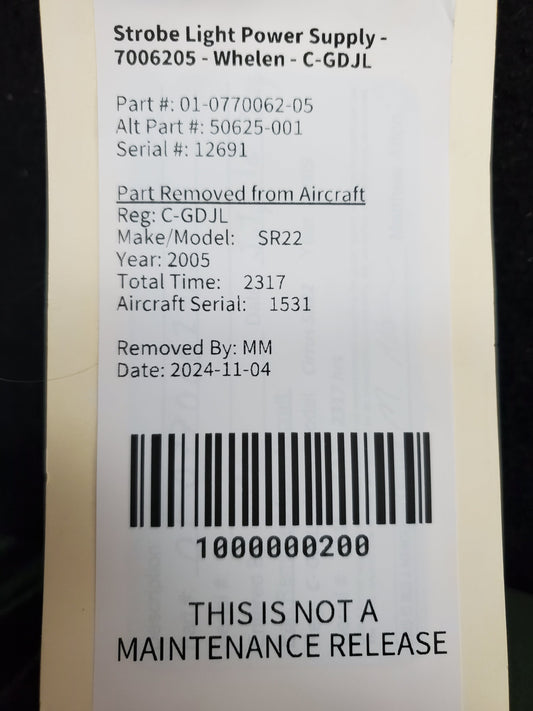 Strobe Light Power Supply -
7006205 - Whelen - C-GDJL
Part #: 01-0770062-05
Alt Part #: 50625-001
Serial #: 12691
Part Removed from Aircraft
Reg: C-GDJL
Make/Model: SR22
Year: 2005
Total Time: 2317
Aircraft Serial: 1531
Removed By: MM
Date: 2024-11-04
1000000200
THIS IS NOT A
MAINTENANCE RELEASE